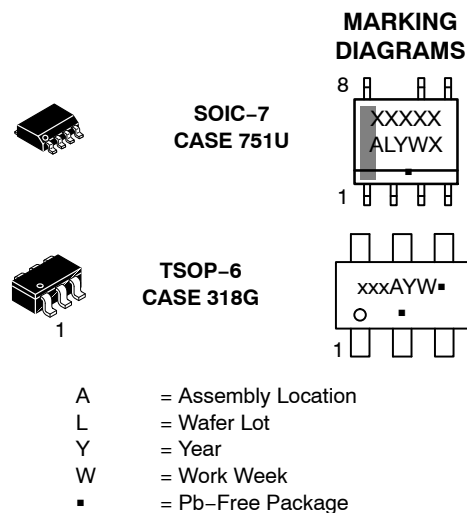 MARKING
DIAGRAMS
SOIC−7
CASE 751U
8
XXXXX
ALYWX
▪
1
TSOP−6
CASE 318G
1
xxxAYW▪
▪
1
A = Assembly Location
L = Wafer Lot
Y = Year
W = Work Week
▪ = Pb−Free Package